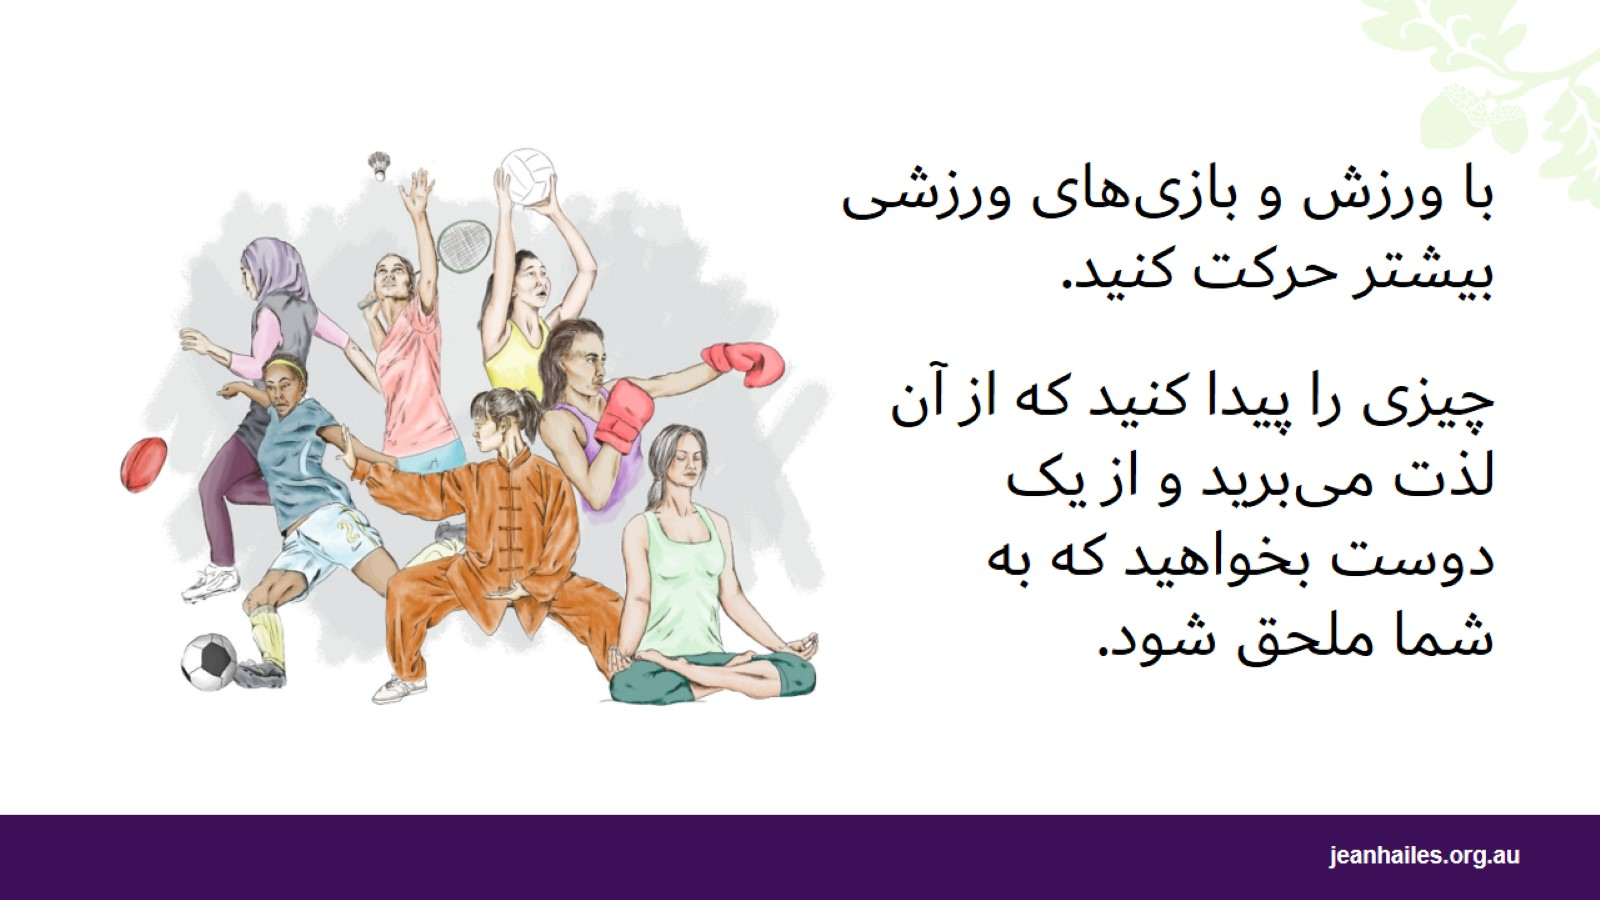 با ورزش و بازی‌های ورزشی
بیشتر حرکت کنید.
چیزی را پیدا کنید که از آن
لذت می‌برید و از یک
دوست بخواهید که به
شما ملحق شود.
jeanhailes.org.au
2